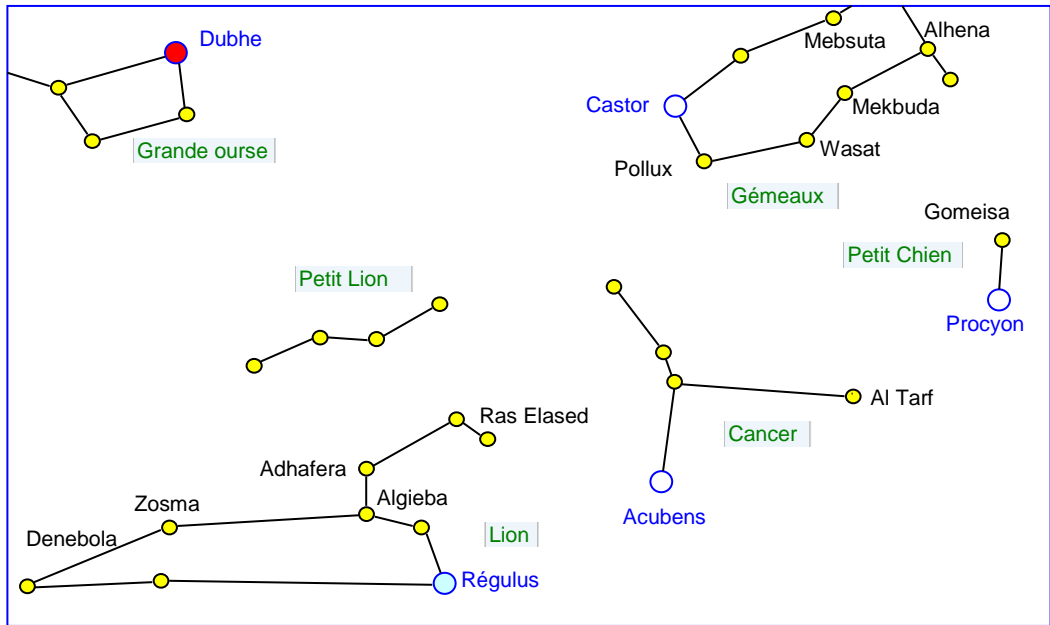 Dubhe
Mebsuta
Alhena
Castor
Mekbuda
Grande ourse
Wasat
Pollux
Gémeaux
Gomeisa
Petit Chien
Petit Lion
Procyon
Al Tarf
Ras Elased
Cancer
Adhafera
Algieba
Zosma
Acubens
Denebola
Lion
Régulus